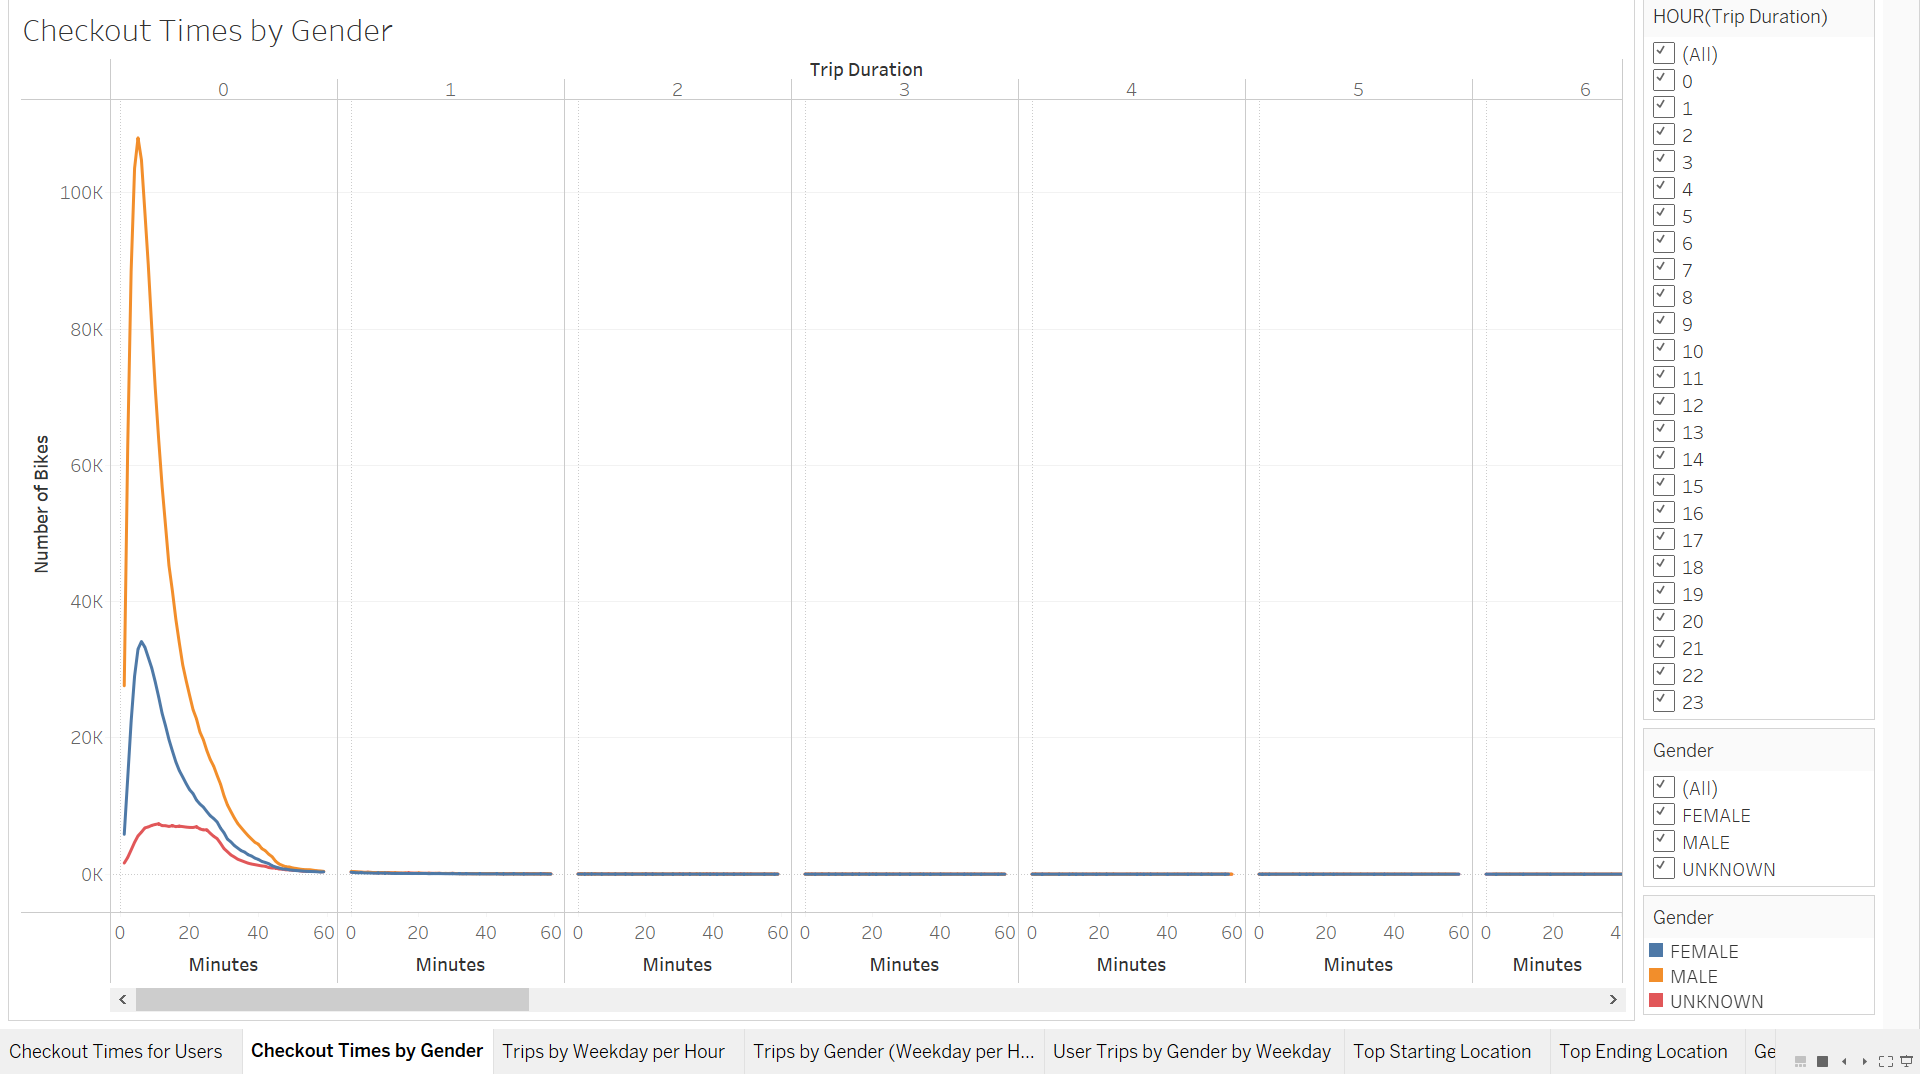 Checkout Times by Gender
Trip Duration
0 1 2 3 4 5 6
Number of Bikes
100K
80K
60K
40K
20K
0K
0 20 40 60 0 20 40 60 0 20 40 60 0 20 40 60 0 20 40 60 0 20 40 60 0 20 4
Minutes Minutes Minutes Minutes Minutes Minutes Minutes
HOUR(Trip Duration)
(All)
0
1
2
3
4
5
6
7
8
9
10
11
12
13
14
15
16
17
18
19
20
21
22
23
Gender
(All)
FEMALE
MALE
UNKNOWN
Gender
FEMALE
MALE
UNKNOWN
Checkout Times for Users Checkout Times by Gender Trips by Weekday per Hour Trips by Gender (Weekday per H... User Trips by Gender by Weekday Top Starting Location Top Ending Location Ge